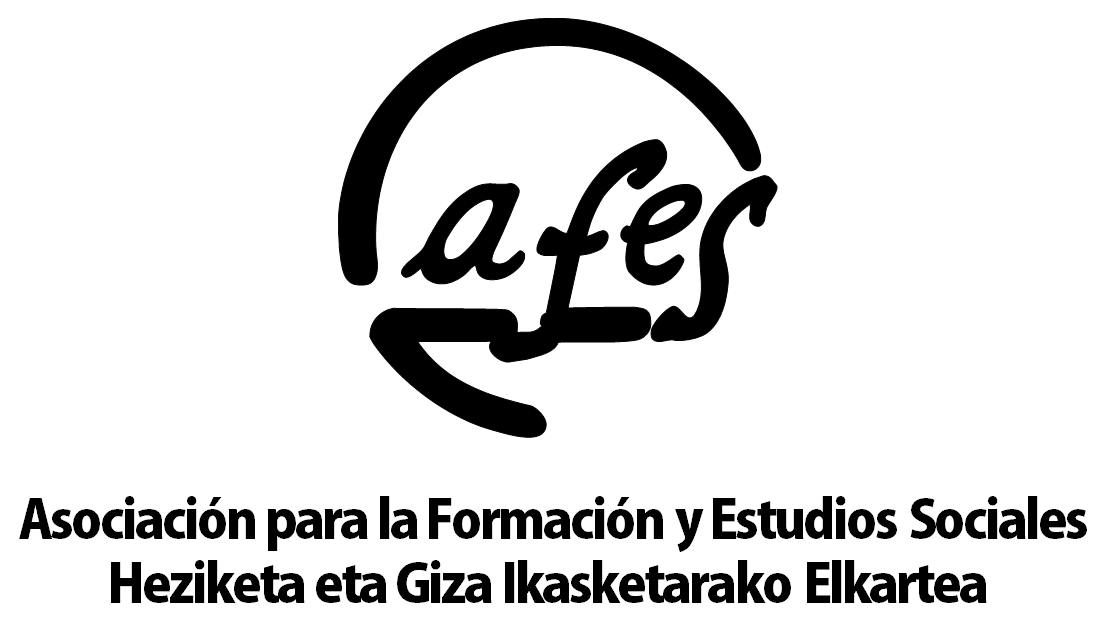 afes
Asociación para la Formación y Estudios Sociales
Heziketa eta Giza Ikasketarako Elkartea